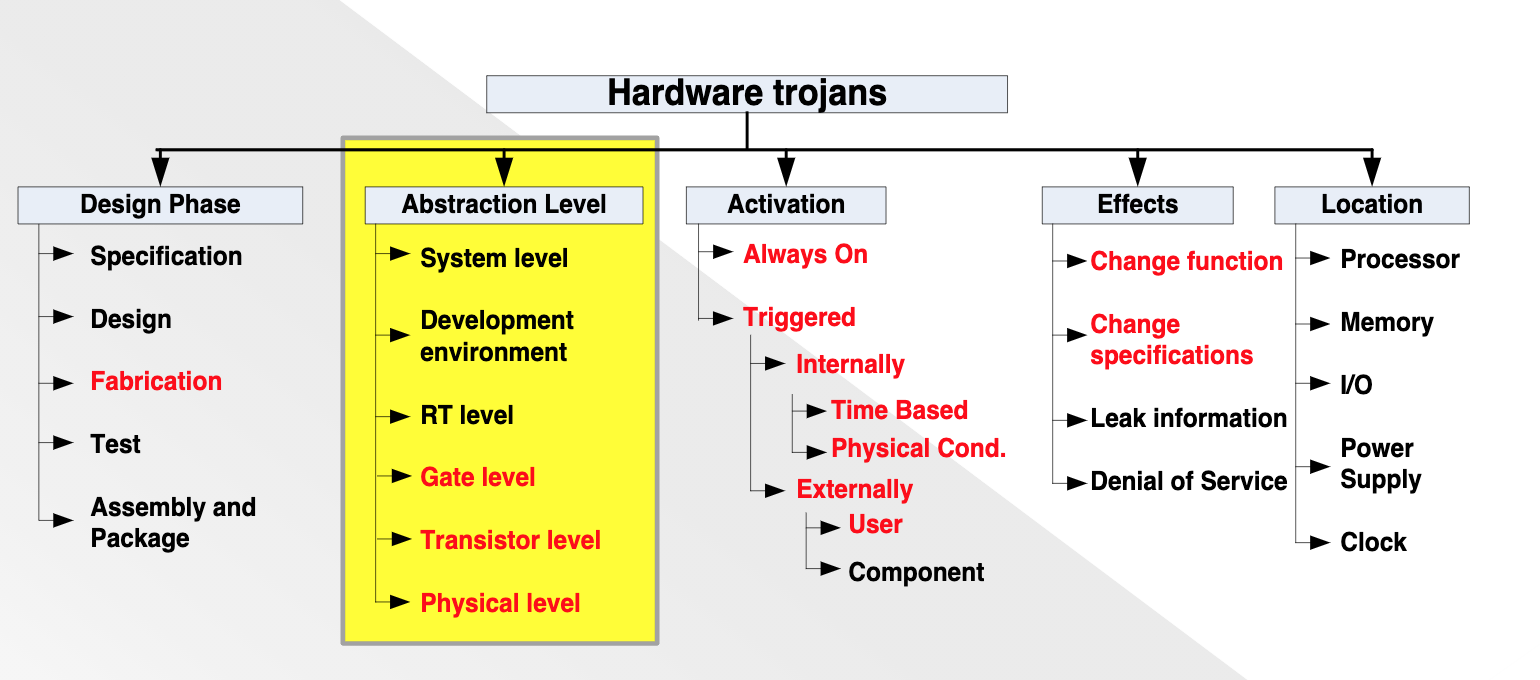 Hardware trojans
Design Phase
Specification
Design
Fabrication
Test
Assembly and
Package
Abstraction Level
System level
Development
environment
RT level
Gate level
Transistor level
Physical level
Activation
Always On
Triggered
Internally
Time Based
Physical Cond.
Externally
User
Component
Effects
Change function
Change
specifications
Leak information
Denial of Service
Location
Processor
Memory
I/O
Power
Supply
Clock